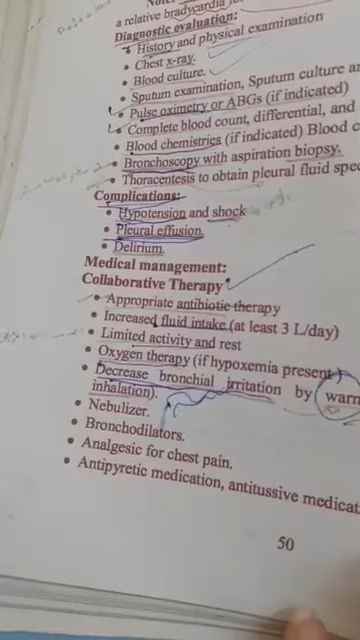 Note:
a relative bradycardia for
Diagnostic evaluation:
• History and physical examination
• Chest x-ray.
• Blood culture.
• Sputum examination, Sputum culture
• Pulse oximetry or ABGs (if indicated)
• Complete blood count, differential, and
• Blood chemistries (if indicated) Blood
• Bronchoscopy with aspiration biopsy.
• Thoracentesis to obtain pleural fluid
Complications:
• Hypotension and shock
• Pleural effusion.
• Delirium.
Medical management:
Collaborative Therapy
• Appropriate antibiotic therapy
• Increased fluid intake (at least 3 L/day)
• Limited activity and rest
• Oxygen therapy (if hypoxemia present)
• Decrease bronchial irritation by warm
inhalation).
• Nebulizer.
• Bronchodilators.
• Analgesic for chest pain.
• Antipyretic medication, antitussive
50